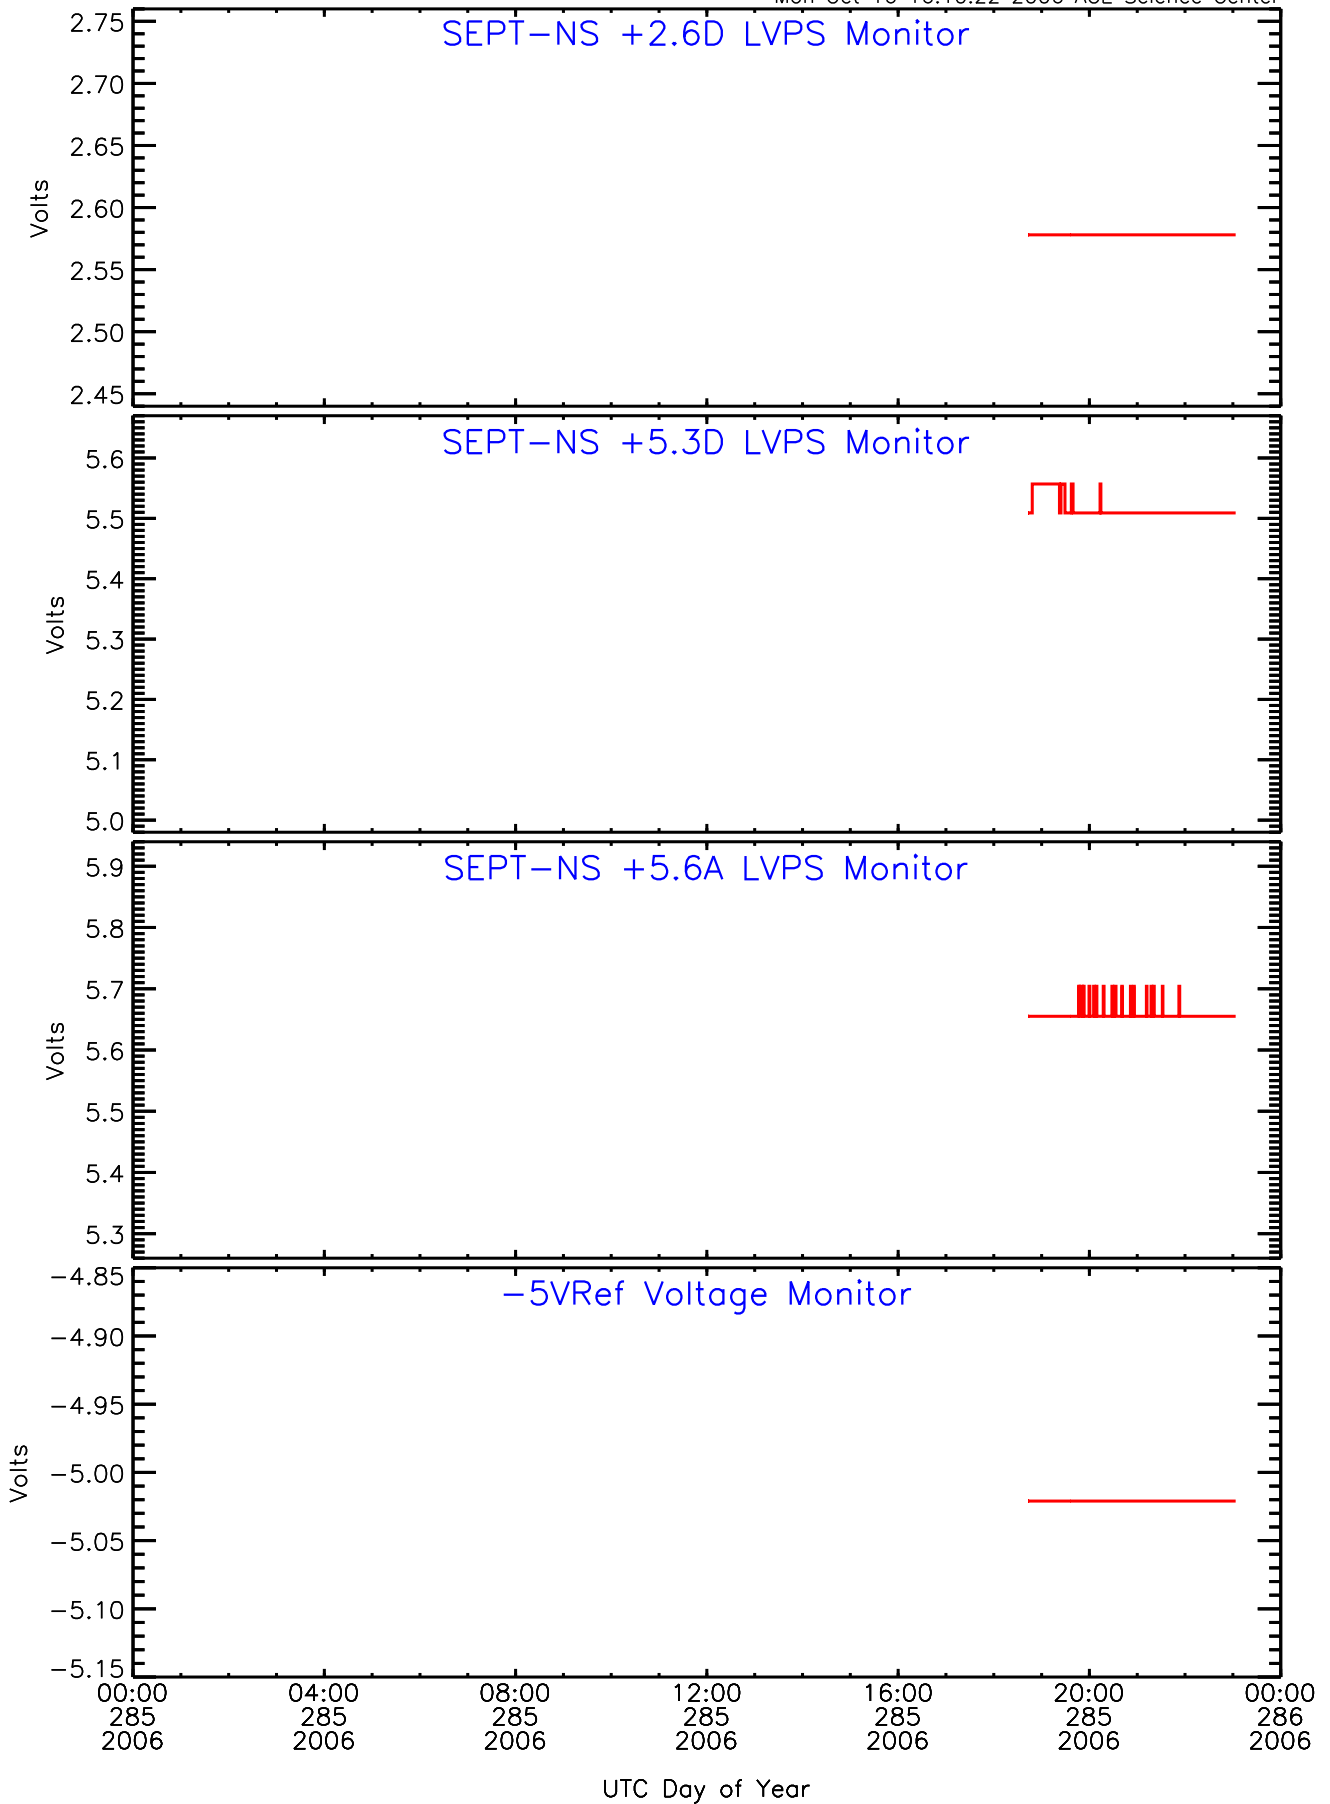 SEPT-NS +2.6D LVPS Monitor
2.75
2.70
2.65
2.60
2.55
2.50
2.45
Volts
SEPT-NS +5.3D LVPS Monitor
5.6
5.5
5.4
5.3
5.2
5.1
5.0
Volts
SEPT-NS +5.6A LVPS Monitor
5.9
5.8
5.7
5.6
5.5
5.4
5.3
Volts
-5VRef Voltage Monitor
-4.85
-4.90
-4.95
-5.00
-5.05
-5.10
-5.15
Volts
00:00 04:00 08:00 12:00 16:00 20:00 00:00
285 285 285 285 285 285 286
2006 2006 2006 2006 2006 2006 2006
UTC Day of Year